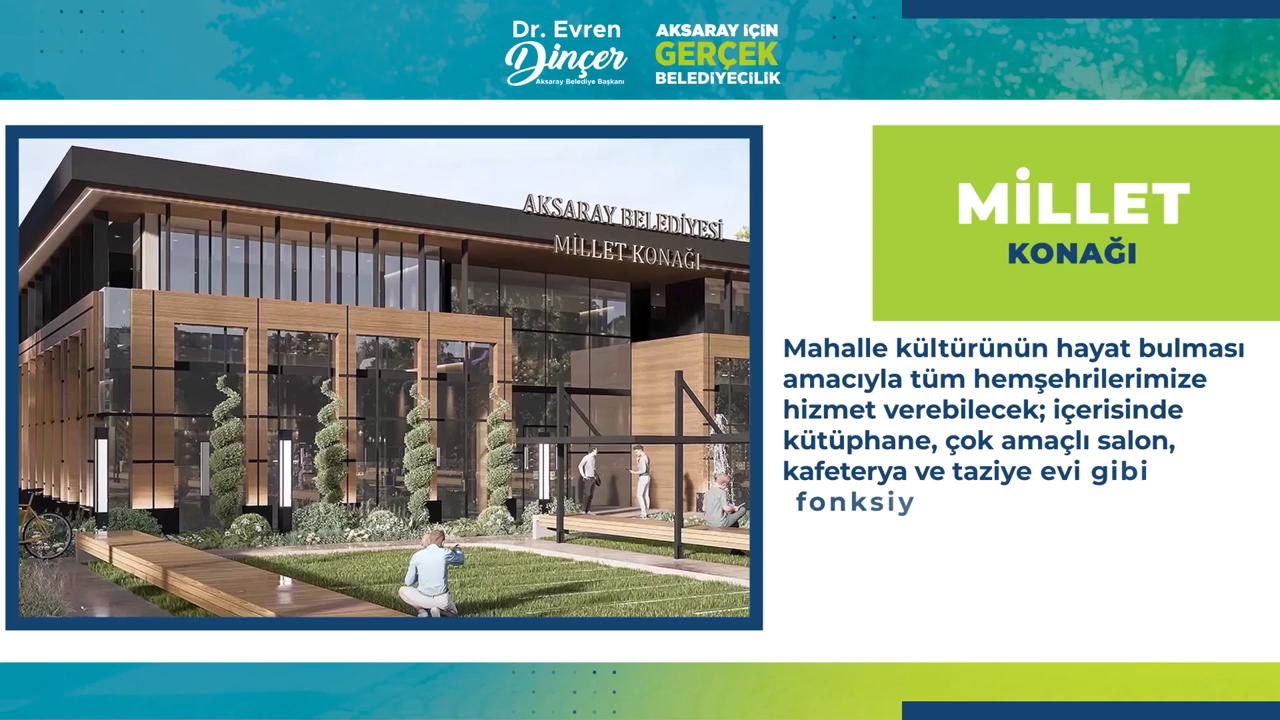 Dr. Evren
Dinçer
Aksaray Belediye Başkanı
AKSARAY İÇİN
GERÇEK
BELEDİYECİLİK
AKSARAY BELEDİYESİ
MİLLET KONAĞI
MİLLET
KONAĞI
Mahalle kültürünün hayat bulması
amacıyla tüm hemşehrilerimize
hizmet verebilecek; içerisinde
kütüphane, çok amaçlı salon,
kafeterya ve taziye evi gibi
fonksiy